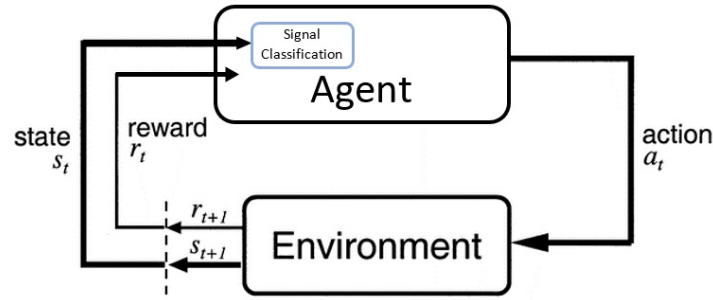 Signal
Classification
Agent
state
s_t
reward
r_t
action
a_t
r_{t+1}
s_{t+1}
Environment